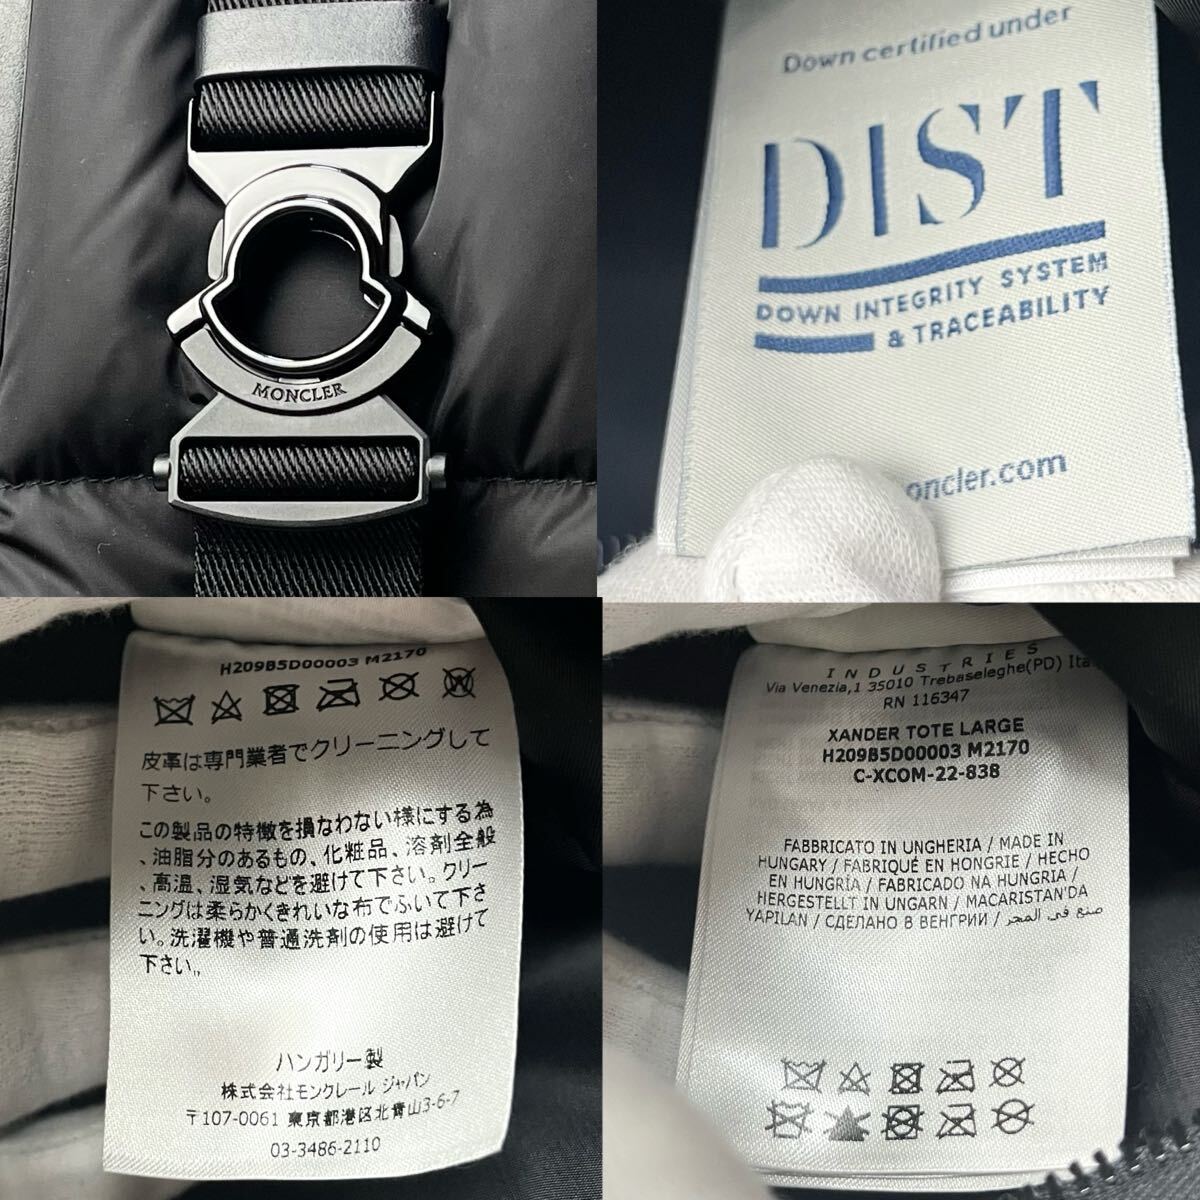 MONCLER
Down certified under
DIST
DOWN INTEGRITY SYSTEM
& TRACEABILITY
oncler.com
H209B5D00003 M2170
皮革は専門業者でクリーニングして
下さい。
この製品の特徴を損なわない様にする為
、油脂分のあるもの、化粧品、溶剤全般
、高温、湿気などを避けて下さい。クリー
ニングは柔らかくきれいな布でふいて下さ
い。洗濯機や普通洗剤の使用は避けて
下さい。
ハンガリー製
株式会社モンクレール ジャパン
〒107-0061 東京都港区北青山3-6-7
03-3486-2110
INDUSTRIES
Via Venezia,1 35010 Trebaseleghe(PD) Ita
RN 116347
XANDER TOTE LARGE
H209B5D00003 M2170
C-XCOM-22-838
FABBRICATO IN UNGHERIA / MADE IN
HUNGARY / FABRIQUÉ EN HONGRIE / HECHO
EN HUNGRÍA / FABRICADO NA HUNGRIA /
HERGESTELLT IN UNGARN / MACARISTAN'DA
YAPILAN / СДЕЛАНО В ВЕНГРИИ / صنع في المجر